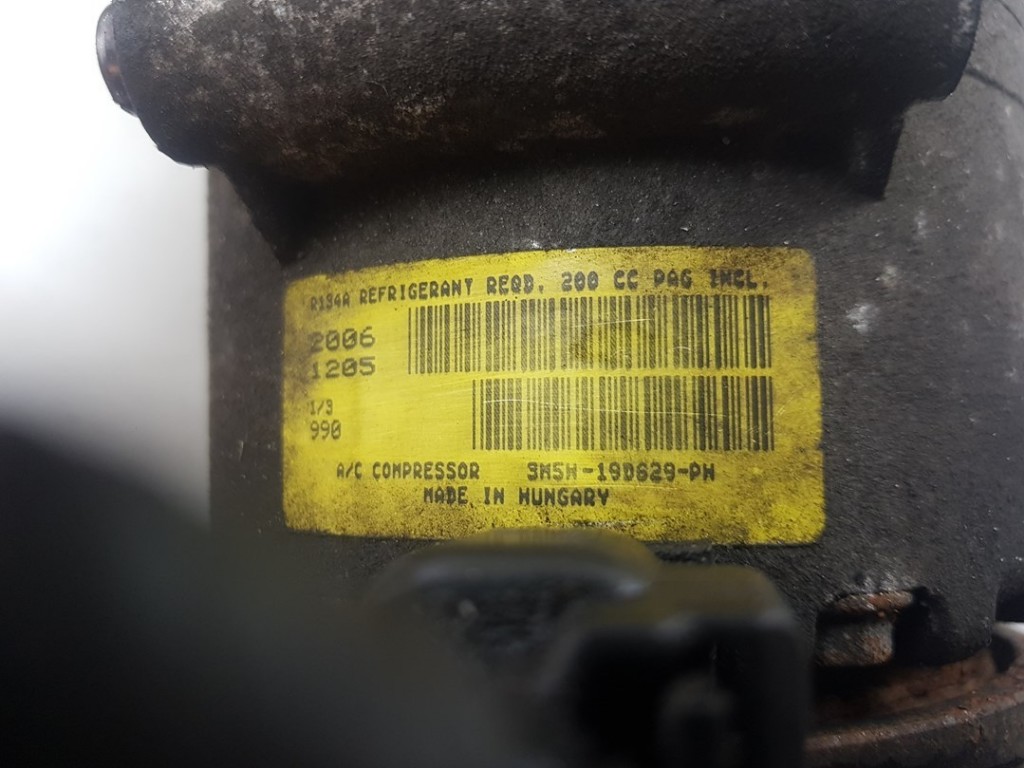 R134A REFRIGERANT REQD. 200 CC PAG INCL.
2006
1205
1/3
990
A/C COMPRESSOR 3M5H-19D629-PH
MADE IN HUNGARY